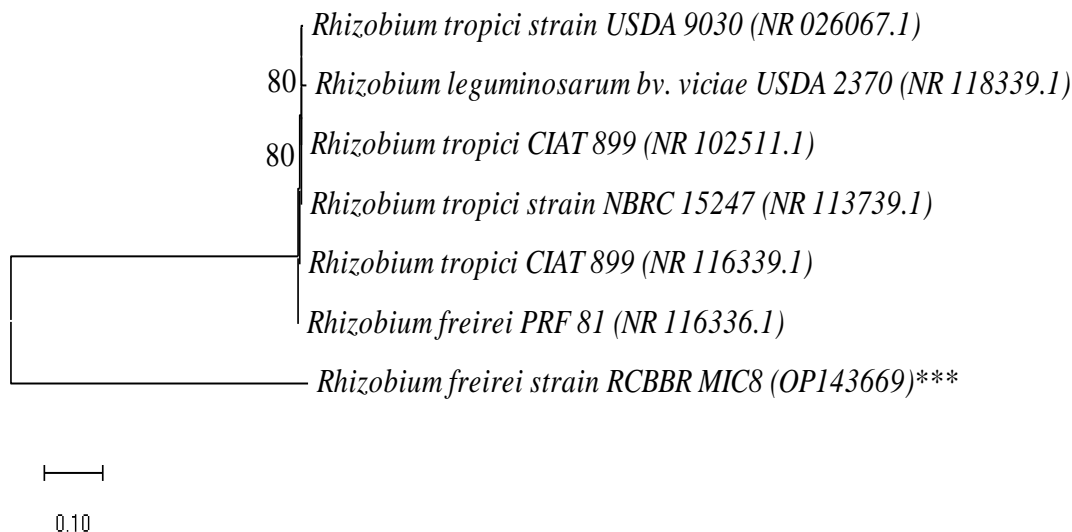 Rhizobium tropici strain USDA 9030 (NR 026067.1)
80
Rhizobium leguminosarum bv. viciae USDA 2370 (NR 118339.1)
80
Rhizobium tropici CIAT 899 (NR 102511.1)
Rhizobium tropici strain NBRC 15247 (NR 113739.1)
Rhizobium tropici CIAT 899 (NR 116339.1)
Rhizobium freirei PRF 81 (NR 116336.1)
Rhizobium freirei strain RCBBR MIC8 (OP143669)***
0.10